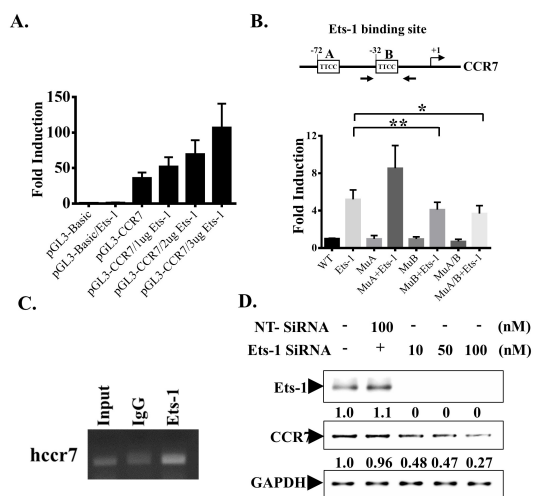 A.
150
100
50
0
Fold Induction
pGL3-Basic
pGL3-Basic/Ets-1
pGL3-CCR7
pGL3-CCR7/1ug Ets-1
pGL3-CCR7/2ug Ets-1
pGL3-CCR7/3ug Ets-1
B.
Ets-1 binding site
-72 A -32 B +1
TTCC TTCC CCR7
*
**
12
8
4
0
Fold Induction
WT
Ets-1
MuA
MuA+Ets-1
MuB
MuB+Ets-1
MuA/B
MuA/B+Ets-1
C.
Input IgG Ets-1
hccr7
D.
NT- SiRNA - 100 - - - (nM)
Ets-1 SiRNA - + 10 50 100 (nM)
Ets-1
1.0 1.1 0 0 0
CCR7
1.0 0.96 0.48 0.47 0.27
GAPDH